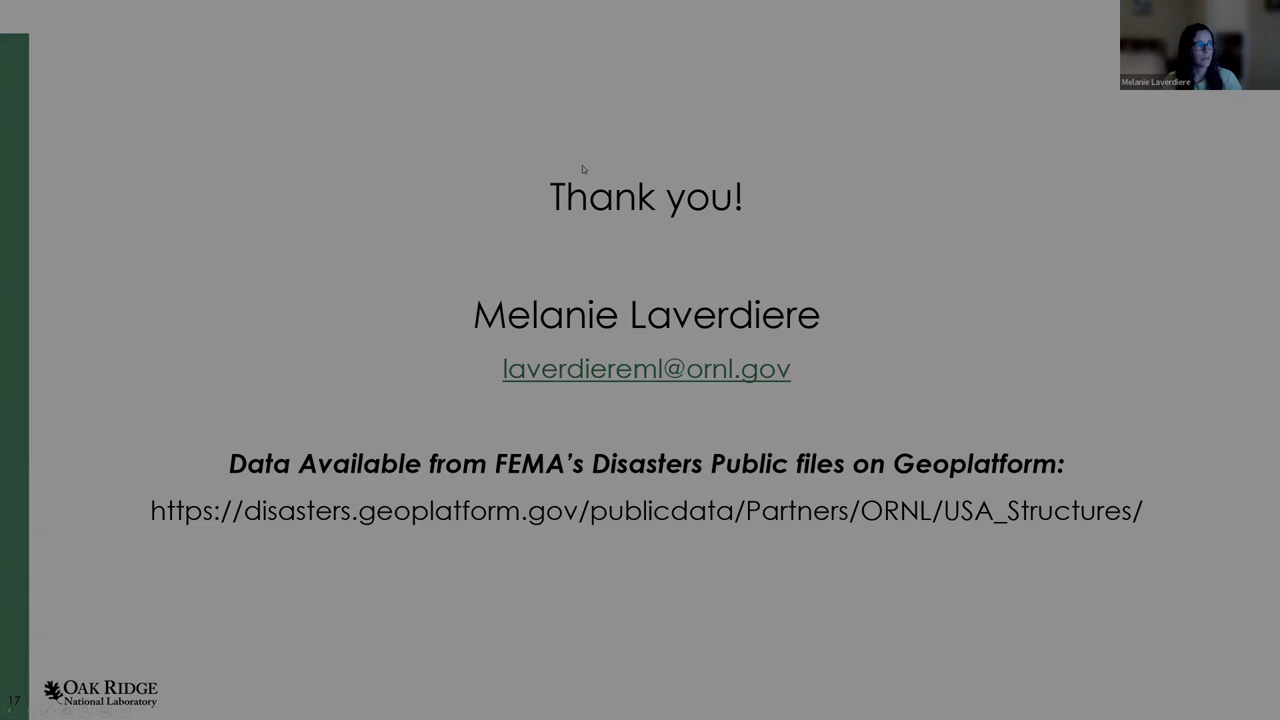 Melanie Laverdiere
Thank you!
Melanie Laverdiere
laverdiereml@ornl.gov
Data Available from FEMA's Disasters Public files on Geoplatform:
https://disasters.geoplatform.gov/publicdata/Partners/ORNL/USA_Structures/
17
OAK RIDGE
National Laboratory